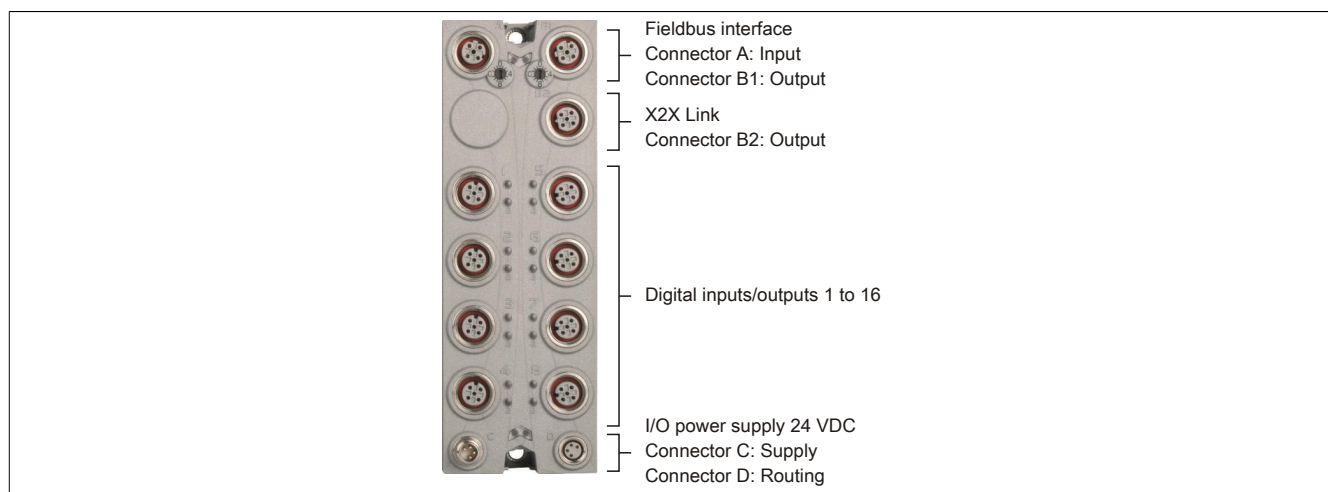 Fieldbus interface
Connector A: Input
Connector B1: Output
X2X Link
Connector B2: Output
Digital inputs/outputs 1 to 16
I/O power supply 24 VDC
Connector C: Supply
Connector D: Routing
C
D